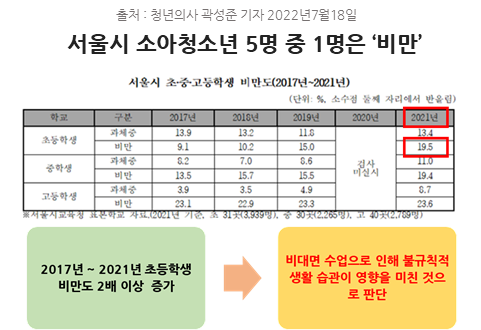 출처 : 청년의사 곽성준 기자 2022년7월18일
서울시 소아청소년 5명 중 1명은 ‘비만’
서울시 초·중·고등학생 비만도(2017년~2021년)
(단위: %, 소수점 둘째 자리에서 반올림)
학교 구분 2017년 2018년 2019년 2020년 2021년
초등학생 과체중 13.9 13.2 11.8 검사 미실시 13.4
비만 9.1 10.2 15.0 19.5
중학생 과체중 8.2 7.0 8.6 11.0
비만 13.5 15.7 15.5 19.4
고등학생 과체중 3.9 3.5 4.9 8.7
비만 23.1 22.9 23.3 23.6
※서울시교육청 표본학교 자료,(2021년 기준, 초 31곳(3,939명), 중 30곳(2,265명), 고 40곳(2,789명)
2017년 ~ 2021년 초등학생
비만도 2배 이상 증가
비대면 수업으로 인해 불규칙적
생활 습관이 영향을 미친 것으
로 판단